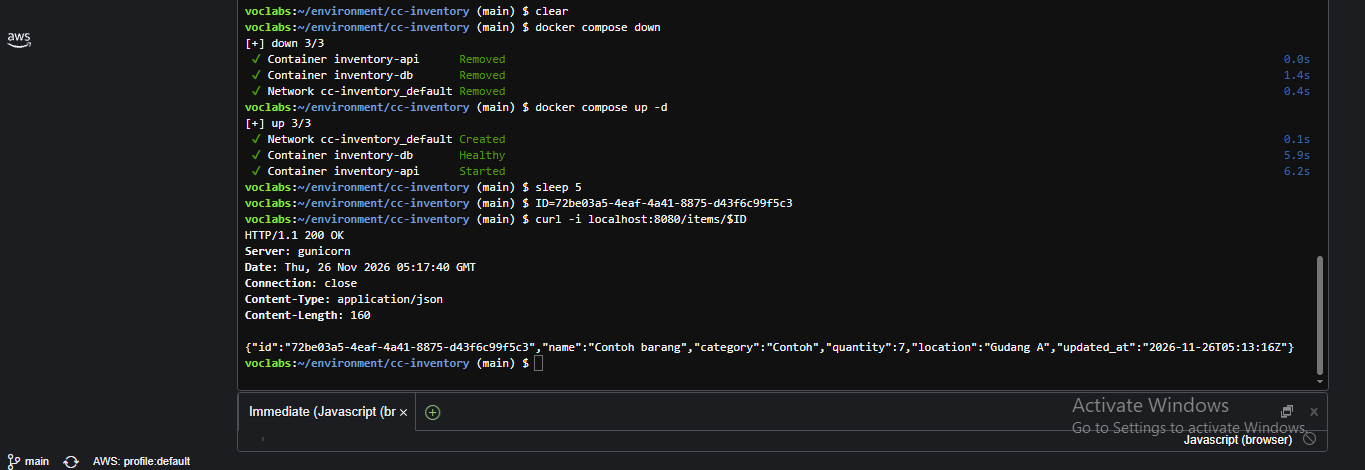 voclabs:~/environment/cc-inventory (main) $ clear
aws
voclabs:~/environment/cc-inventory (main) $ docker compose down
[+] down 3/3
✓ Container inventory-api Removed 0.0s
✓ Container inventory-db Removed 1.4s
✓ Network cc-inventory_default Removed 0.4s
voclabs:~/environment/cc-inventory (main) $ docker compose up -d
[+] up 3/3
✓ Network cc-inventory_default Created 0.1s
✓ Container inventory-db Healthy 5.9s
✓ Container inventory-api Started 6.2s
voclabs:~/environment/cc-inventory (main) $ sleep 5
voclabs:~/environment/cc-inventory (main) $ ID=72be03a5-4eaf-4a41-8875-d43f6c99f5c3
voclabs:~/environment/cc-inventory (main) $ curl -i localhost:8080/items/$ID
HTTP/1.1 200 OK
Server: gunicorn
Date: Thu, 26 Nov 2026 05:17:40 GMT
Connection: close
Content-Type: application/json
Content-Length: 160
{"id":"72be03a5-4eaf-4a41-8875-d43f6c99f5c3","name":"Contoh barang","category":"Contoh","quantity":7,"location":"Gudang A","updated_at":"2026-11-26T05:13:16Z"}
voclabs:~/environment/cc-inventory (main) $
Immediate (Javascript (br ×
Activate Windows
Go to Settings to activate Windows.
Javascript (browser)
main AWS: profile:default